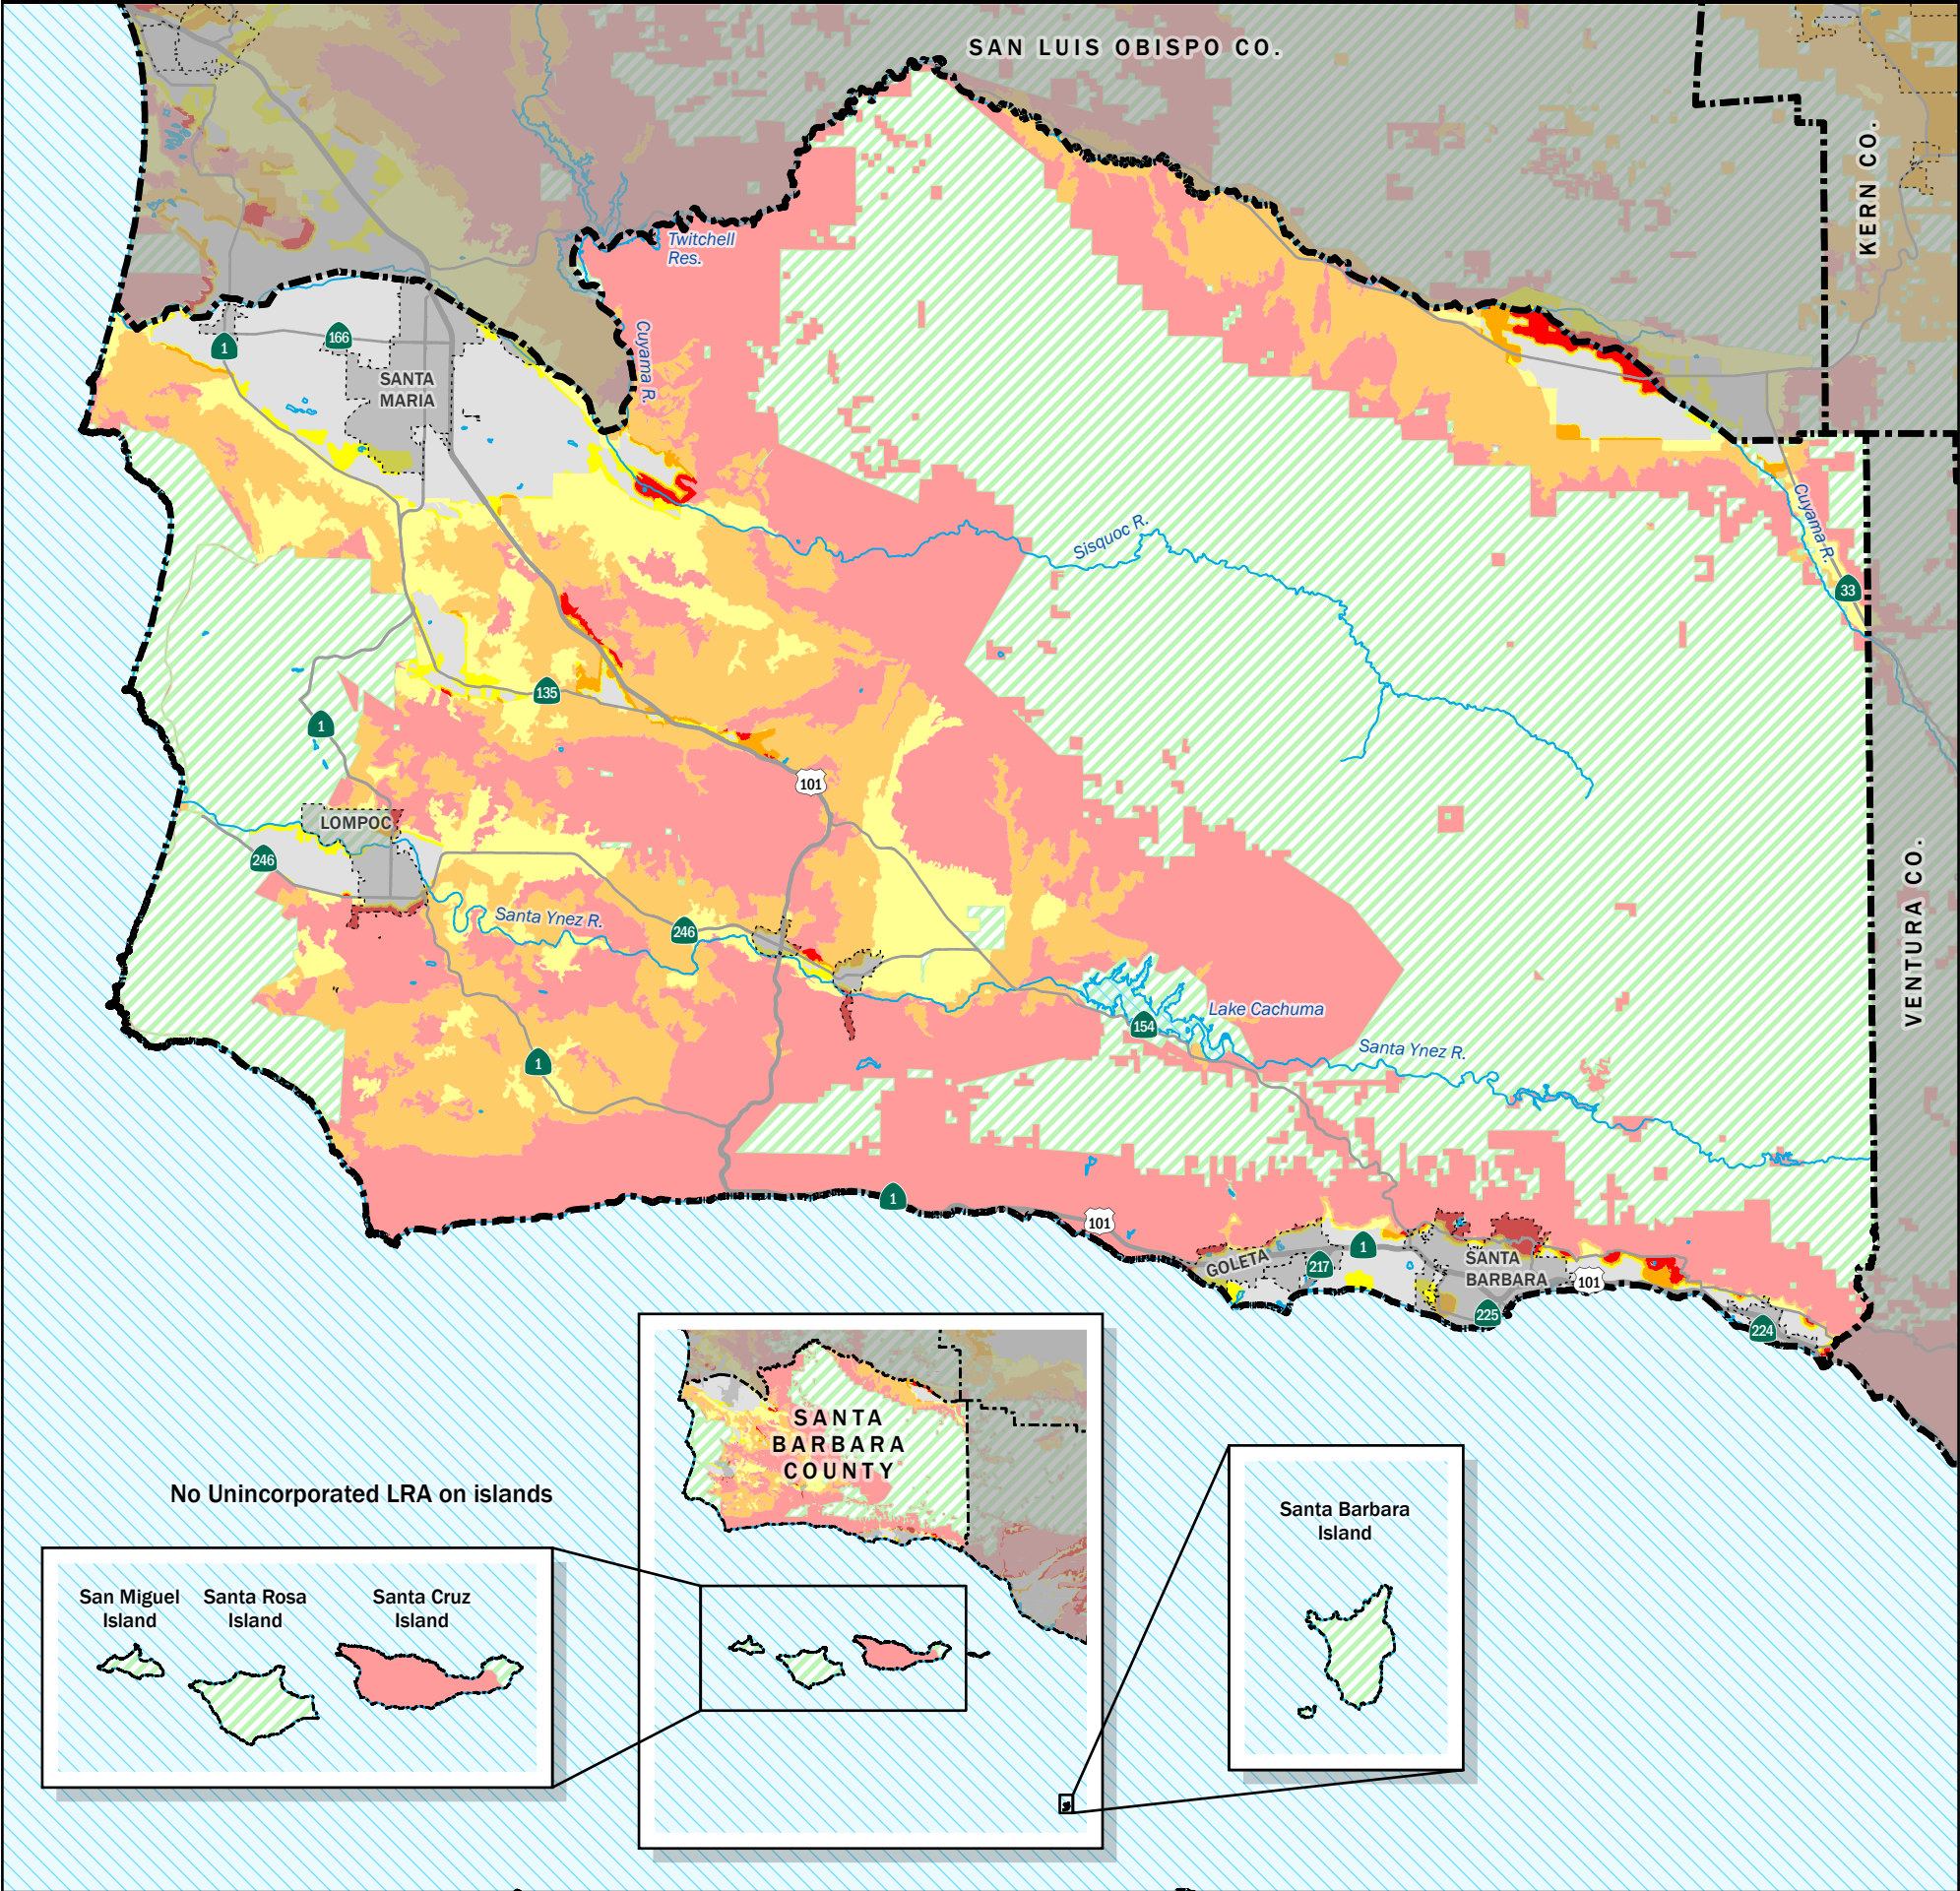 SAN LUIS OBISPO CO.
KERN CO.
Twitchell
Res.
Cuyama R.
166
1
SANTA
MARIA
Sisquoc R.
Cuyama R.
33
135
1
101
LOMPOC
246
VENTURA CO.
Santa Ynez R.
246
Lake Cachuma
154
Santa Ynez R.
1
1
101
GOLETA
217
1
SANTA
BARBARA
101
225
224
SANTA
BARBARA
COUNTY
No Unincorporated LRA on islands
Santa Barbara
Island
San Miguel
Island
Santa Rosa
Island
Santa Cruz
Island